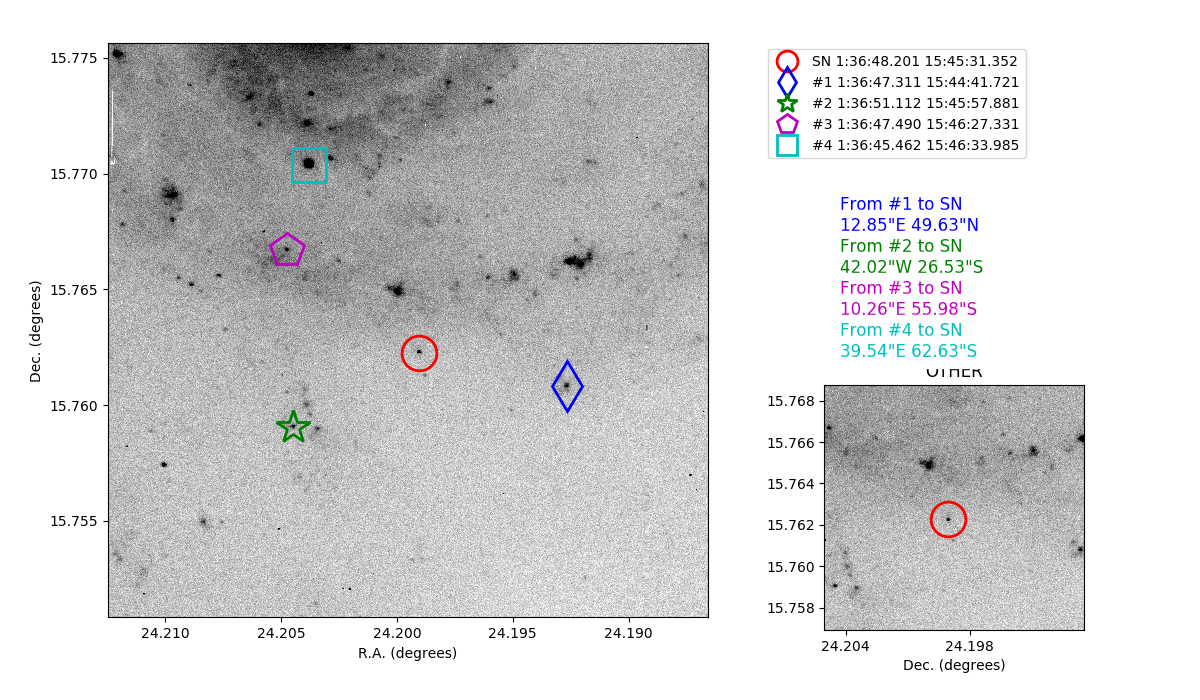 15.775
15.770
15.765
15.760
15.755
24.210
24.205
24.200
24.195
24.190
R.A. (degrees)
Dec. (degrees)
SN 1:36:48.201 15:45:31.352
#1 1:36:47.311 15:44:41.721
#2 1:36:51.112 15:45:57.881
#3 1:36:47.490 15:46:27.331
#4 1:36:45.462 15:46:33.985
From #1 to SN
12.85"E 49.63"N
From #2 to SN
42.02"W 26.53"S
From #3 to SN
10.26"E 55.98"S
From #4 to SN
39.54"E 62.63"S
OTHER
15.768
15.766
15.764
15.762
15.760
15.758
24.204
24.198
Dec. (degrees)